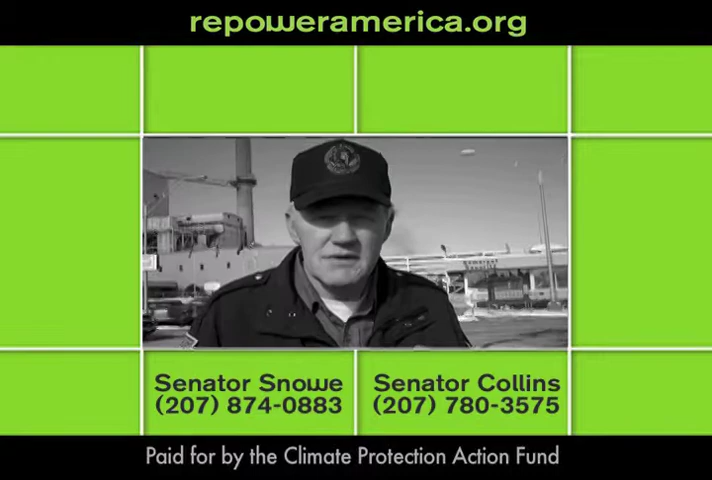 repoweramerica.org
Senator Snowe
(207) 874-0883
Senator Collins
(207) 780-3575
Paid for by the Climate Protection Action Fund